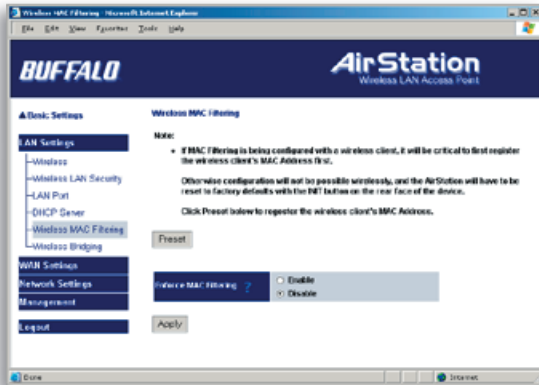 Wireless MAC Filtering - Microsoft Internet Explorer
File Edit View Favorites Tools Help
BUFFALO
AirStation
Wireless LAN Access Point
Basic Settings
LAN Settings
Wireless
Wireless LAN Security
LAN Port
DHCP Server
Wireless MAC Filtering
Wireless Bridging
WAN Settings
Network Settings
Management
Logout
Wireless MAC Filtering
Note:
• If MAC Filtering is being configured with a wireless client, it will be critical to first register
the wireless client's MAC Address first.
Otherwise configuration will not be possible wirelessly, and the AirStation will have to be
reset to factory defaults with the INIT button on the rear face of the device.
Click Preset below to regester the wireless client's MAC Address.
Preset
Enforce MAC Filtering ?
Enable
Disable
Apply
Done
Internet